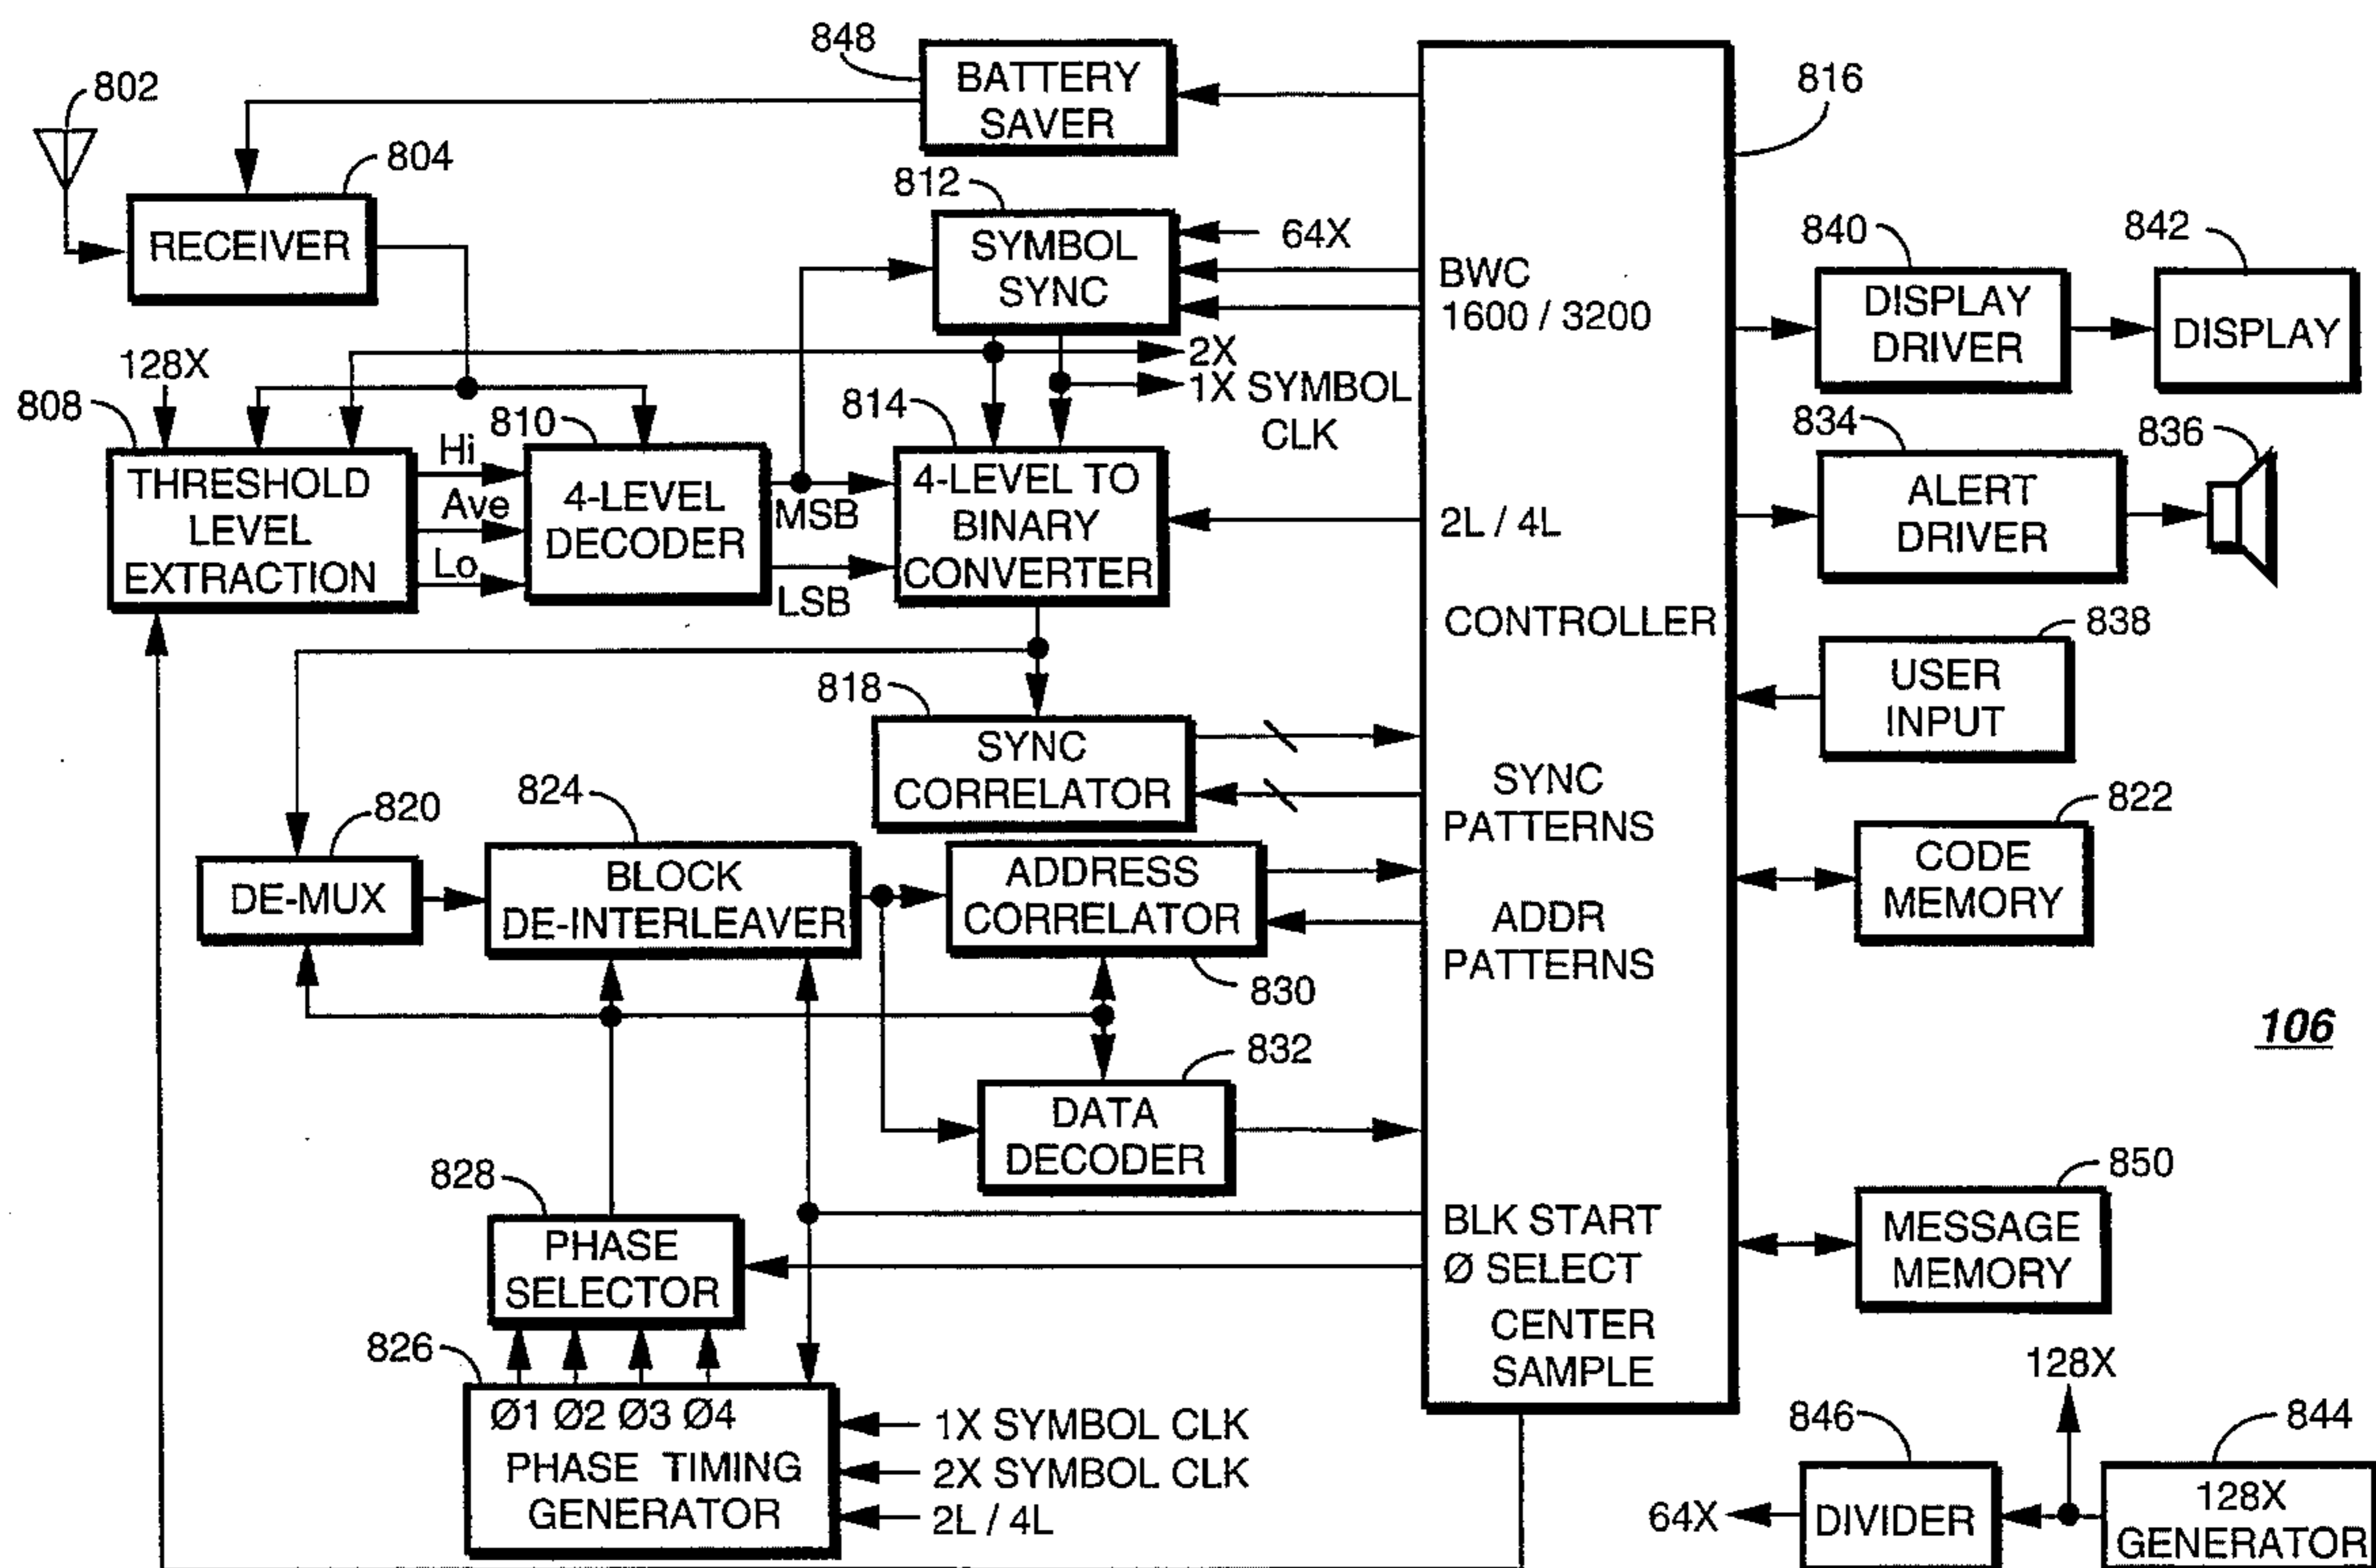 848
BATTERY
SAVER
802
804
RECEIVER
812
SYMBOL
SYNC
64X
816
BWC
1600 / 3200
840
DISPLAY
DRIVER
842
DISPLAY
2X
1X SYMBOL
CLK
128X
808
THRESHOLD
LEVEL
EXTRACTION
Hi
Ave
Lo
810
4-LEVEL
DECODER
MSB
LSB
814
4-LEVEL TO
BINARY
CONVERTER
2L / 4L
834
ALERT
DRIVER
836
CONTROLLER
838
USER
INPUT
818
SYNC
CORRELATOR
SYNC
PATTERNS
822
CODE
MEMORY
820
DE-MUX
824
BLOCK
DE-INTERLEAVER
ADDRESS
CORRELATOR
830
ADDR
PATTERNS
106
832
DATA
DECODER
828
PHASE
SELECTOR
BLK START
Ø SELECT
850
MESSAGE
MEMORY
CENTER
SAMPLE
826
Ø1 Ø2 Ø3 Ø4
PHASE TIMING
GENERATOR
1X SYMBOL CLK
2X SYMBOL CLK
2L / 4L
128X
846
844
64X
DIVIDER
128X
GENERATOR